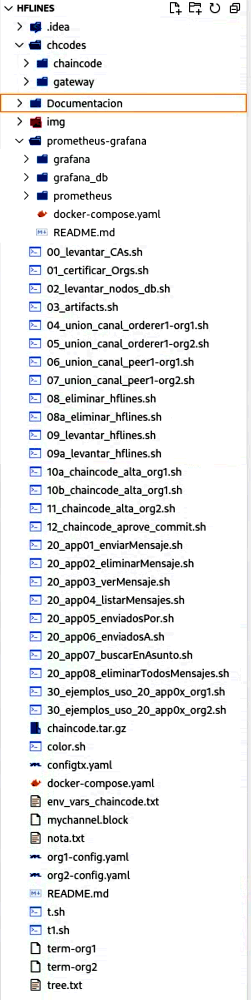 HFLINES
.idea
chcodes
chaincode
gateway
Documentacion
img
prometheus-grafana
grafana
grafana_db
prometheus
docker-compose.yaml
README.md
00_levantar_CAs.sh
01_certificar_Orgs.sh
02_levantar_nodos_db.sh
03_artifacts.sh
04_union_canal_orderer1-org1.sh
05_union_canal_orderer1-org2.sh
06_union_canal_peer1-org1.sh
07_union_canal_peer1-org2.sh
08_eliminar_hflines.sh
08a_eliminar_hflines.sh
09_levantar_hflines.sh
09a_levantar_hflines.sh
10a_chaincode_alta_org1.sh
10b_chaincode_alta_org1.sh
11_chaincode_alta_org2.sh
12_chaincode_aprove_commit.sh
20_app01_enviarMensaje.sh
20_app02_eliminarMensaje.sh
20_app03_verMensaje.sh
20_app04_listarMensajes.sh
20_app05_enviadosPor.sh
20_app06_enviadosA.sh
20_app07_buscarEnAsunto.sh
20_app08_eliminarTodosMensajes.sh
30_ejemplos_uso_20_app0x_org1.sh
30_ejemplos_uso_20_app0x_org2.sh
chaincode.tar.gz
color.sh
configtx.yaml
docker-compose.yaml
env_vars_chaincode.txt
mychannel.block
nota.txt
org1-config.yaml
org2-config.yaml
README.md
t.sh
t1.sh
term-org1
term-org2
tree.txt